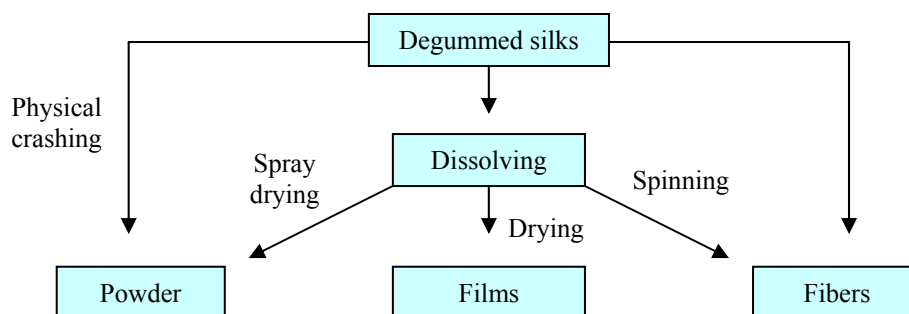 Degummed silks
Physical
crashing
Dissolving
Spray
drying
Spinning
Drying
Powder
Films
Fibers